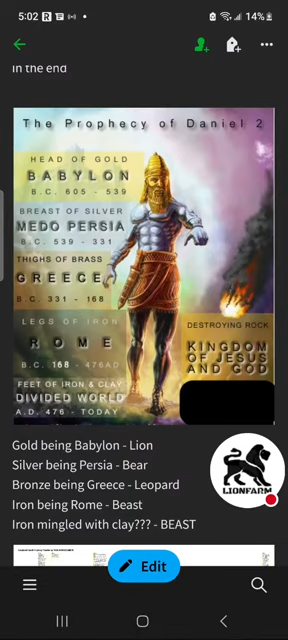 5:02
14%
in the end
The Prophecy of Daniel 2
HEAD OF GOLD
BABYLON
B.C. 605 - 539
BREAST OF SILVER
MEDO PERSIA
B.C. 539 - 331
THIGHS OF BRASS
GREECE
B.C. 331 - 168
LEGS OF IRON
ROME
B.C. 168 - 476AD
FEET OF IRON & CLAY
DIVIDED WORLD
A.D. 476 - TODAY
DESTROYING ROCK
KINGDOM
OF JESUS
AND GOD
Gold being Babylon - Lion
Silver being Persia - Bear
Bronze being Greece - Leopard
Iron being Rome - Beast
Iron mingled with clay??? - BEAST
LIONFARM
Edit